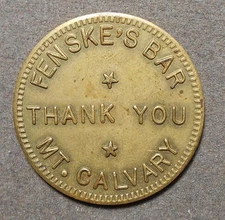 FENSKE'S BAR.
THANK YOU
MT. CALVARY